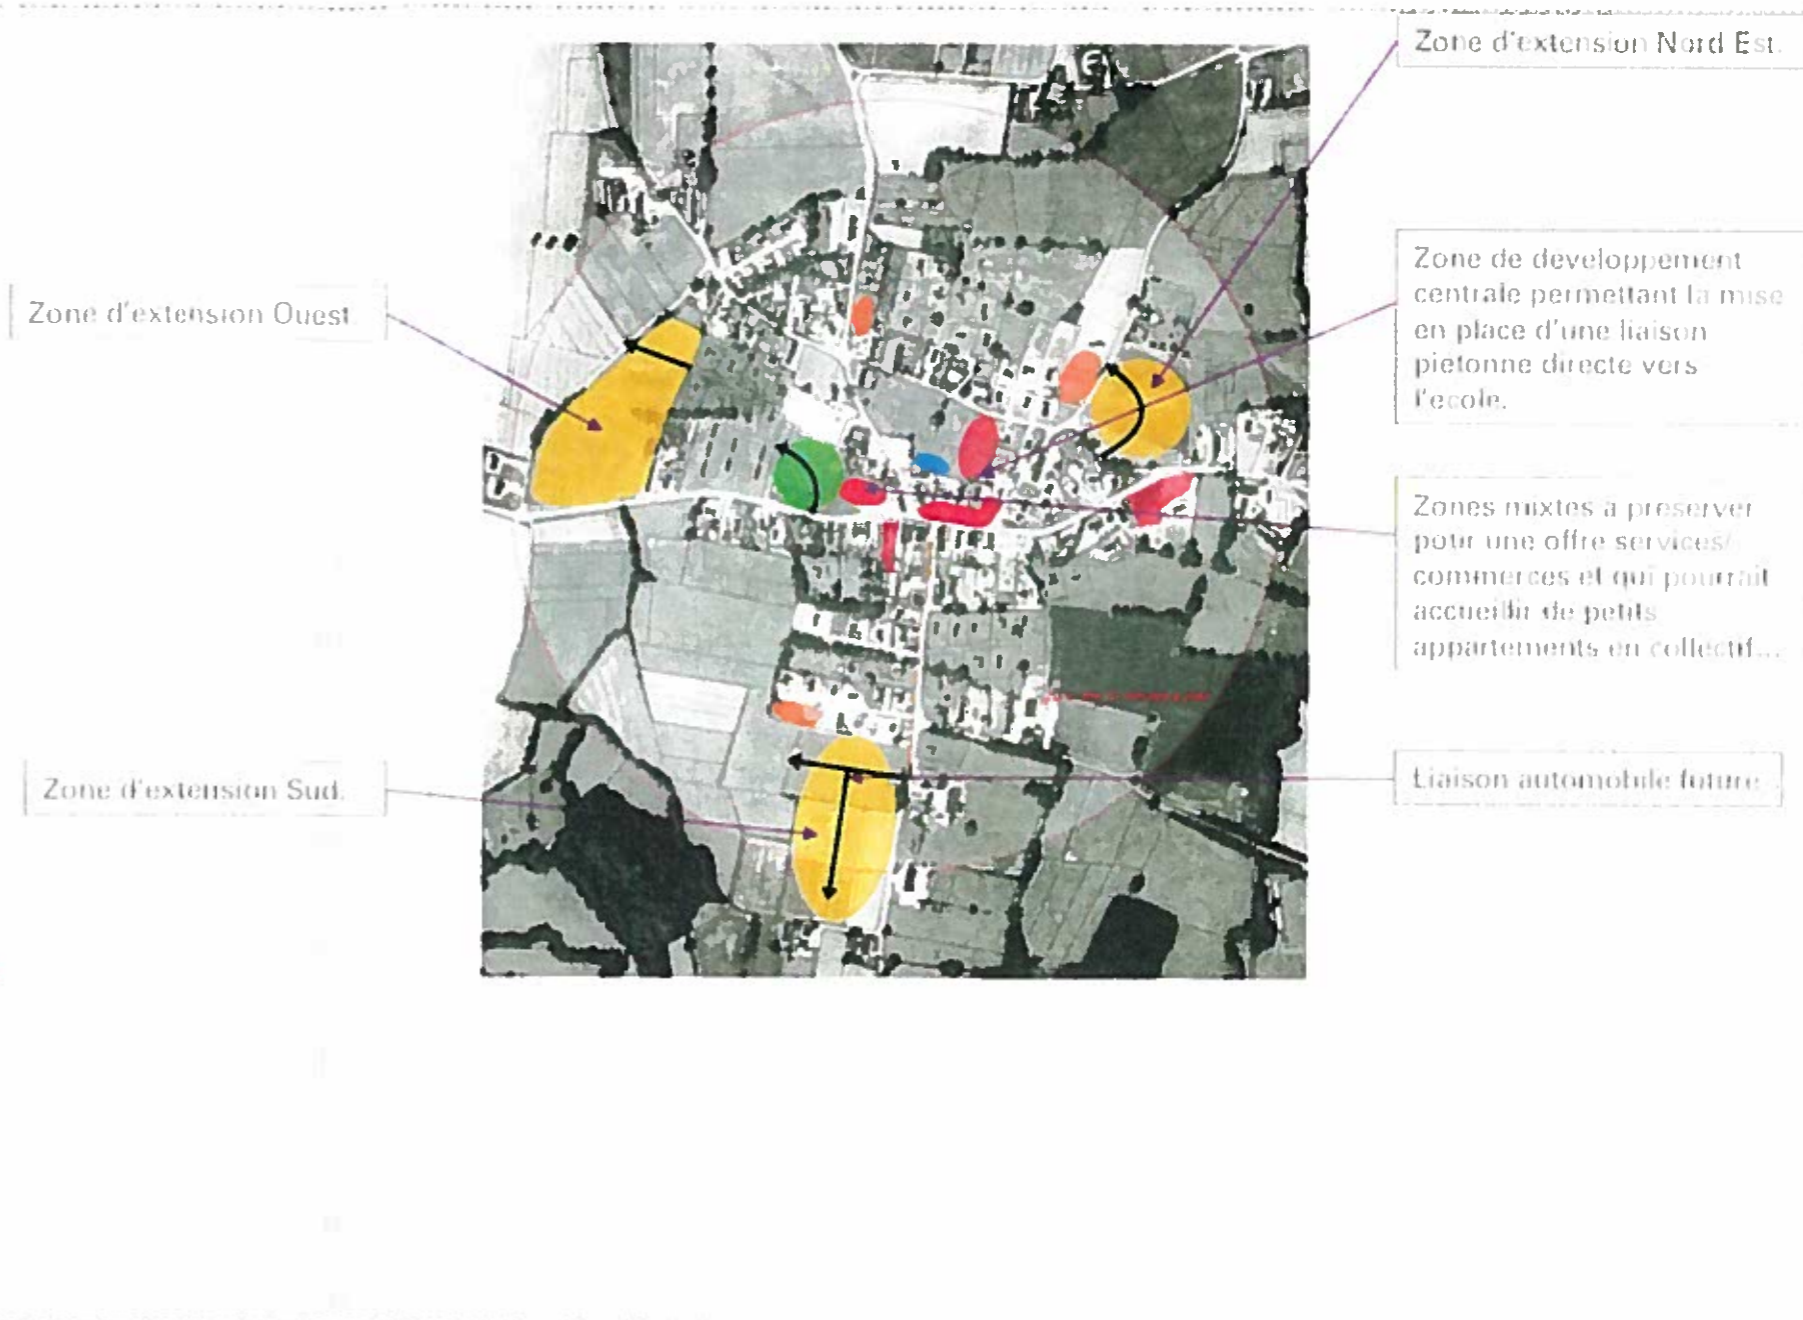 Zone d'extension Nord Est.
Zone d'extension Ouest.
Zone de developpement
centrale permettant la mise
en place d'une liaison
piétonne directe vers
l'ecole.
Zones mixtes a preserver
pour une offre services/
commerces et qui pourrait
accueillir de petits
appartements en collectif...
Zone d'extension Sud.
Liaison automobile future